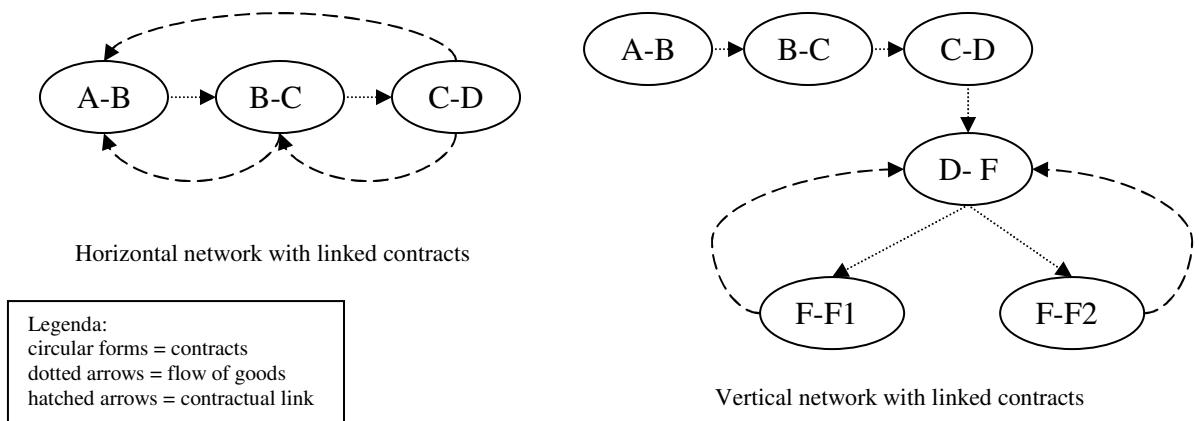 A-B
B-C
C-D
Horizontal network with linked contracts
Legenda:
circular forms = contracts
dotted arrows = flow of goods
hatched arrows = contractual link
A-B
B-C
C-D
D- F
F-F1
F-F2
Vertical network with linked contracts